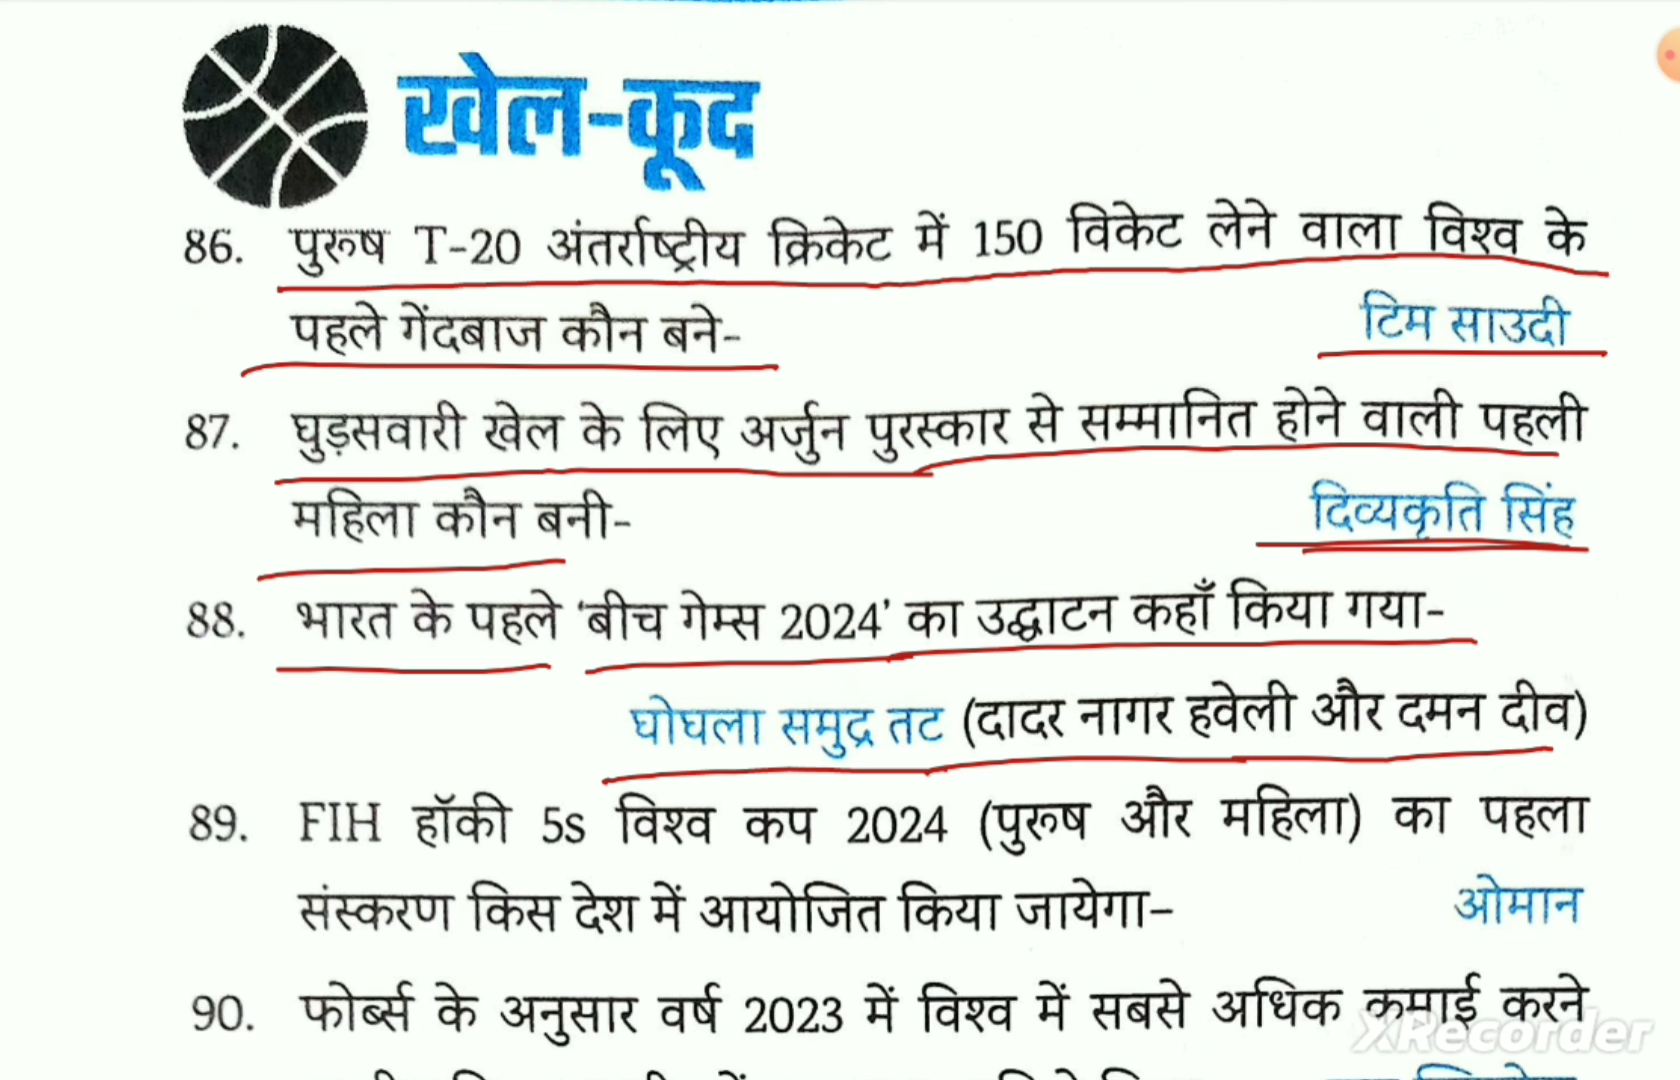 खेल-कूद
86. पुरुष T-20 अंतर्राष्ट्रीय क्रिकेट में 150 विकेट लेने वाला विश्व के
पहले गेंदबाज कौन बने- टिम साउदी
87. घुड़सवारी खेल के लिए अर्जुन पुरस्कार से सम्मानित होने वाली पहली
महिला कौन बनी- दिव्यकृति सिंह
88. भारत के पहले 'बीच गेम्स 2024' का उद्घाटन कहाँ किया गया-
घोघला समुद्र तट (दादर नागर हवेली और दमन दीव)
89. FIH हॉकी 5s विश्व कप 2024 (पुरुष और महिला) का पहला
संस्करण किस देश में आयोजित किया जायेगा- ओमान
90. फोर्ब्स के अनुसार वर्ष 2023 में विश्व में सबसे अधिक कमाई करने
XRecorder